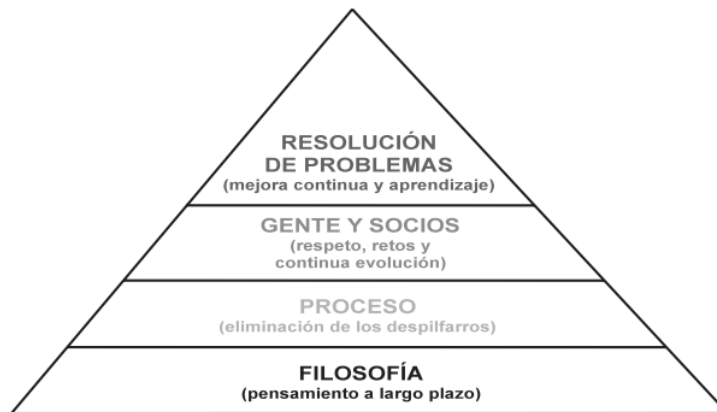 RESOLUCIÓN
DE PROBLEMAS
(mejora continua y aprendizaje)
GENTE Y SOCIOS
(respeto, retos y
continua evolución)
PROCESO
(eliminación de los despilfarros)
FILOSOFÍA
(pensamiento a largo plazo)